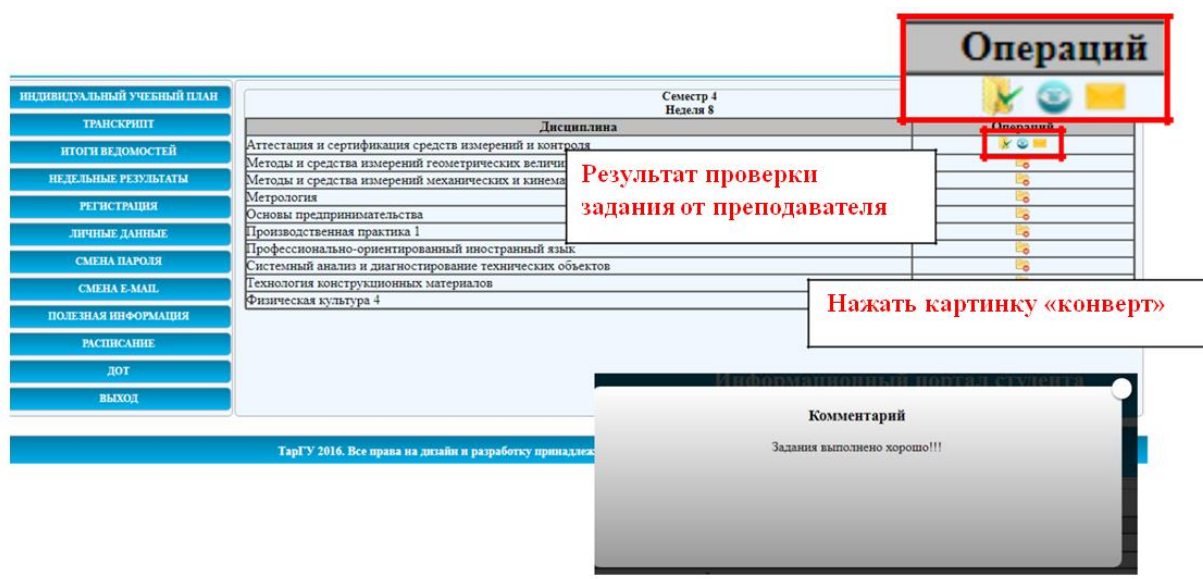 Операций
ИНДИВИДУАЛЬНЫЙ УЧЕБНЫЙ ПЛАН
ТРАНСКРИПТ
ИТОГИ ВЕДОМОСТЕЙ
НЕДЕЛЬНЫЕ РЕЗУЛЬТАТЫ
РЕГИСТРАЦИЯ
ЛИЧНЫЕ ДАННЫЕ
СМЕНА ПАРОЛЯ
СМЕНА E-MAIL
ПОЛЕЗНАЯ ИНФОРМАЦИЯ
РАСПИСАНИЕ
ДОТ
ВЫХОД
Семестр 4
Неделя 8
Дисциплина
Операций
Аттестация и сертификация средств измерений и контроля
Методы и средства измерений геометрических
Методы и средства измерений механических и
Метрология
Основы предпринимательства
Производственная практика 1
Профессионально-ориентированный иностранный язык
Системный анализ и диагностирование технических объектов
Технология конструкционных материалов
Физическая культура 4
Результат проверки
задания от преподавателя
Нажать картинку «конверт»
Информационный портал студента
Комментарий
Задания выполнено хорошо!!!
ТарГУ 2016. Все права на дизайн и разработку